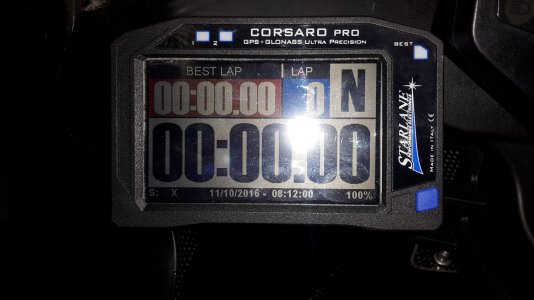 CORSARO PRO
1 2 GPS+GLONASS ULTRA PRECISION
BEST
BEST LAP LAP
00:00.00 0 N
00:00.00
S: X 11/10/2016 - 08:12:00 100%
STARLANE
MADE IN ITALY CE